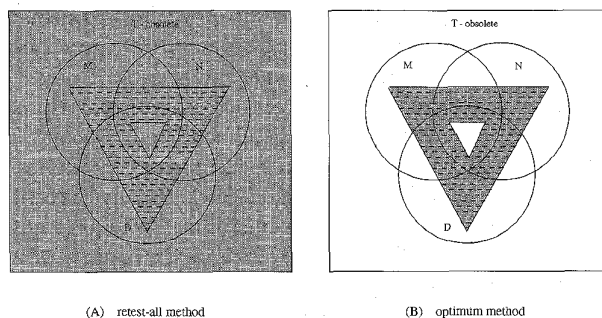 T - obsolete
M
N
D
(A) retest-all method
T - obsolete
M
N
D
(B) optimum method